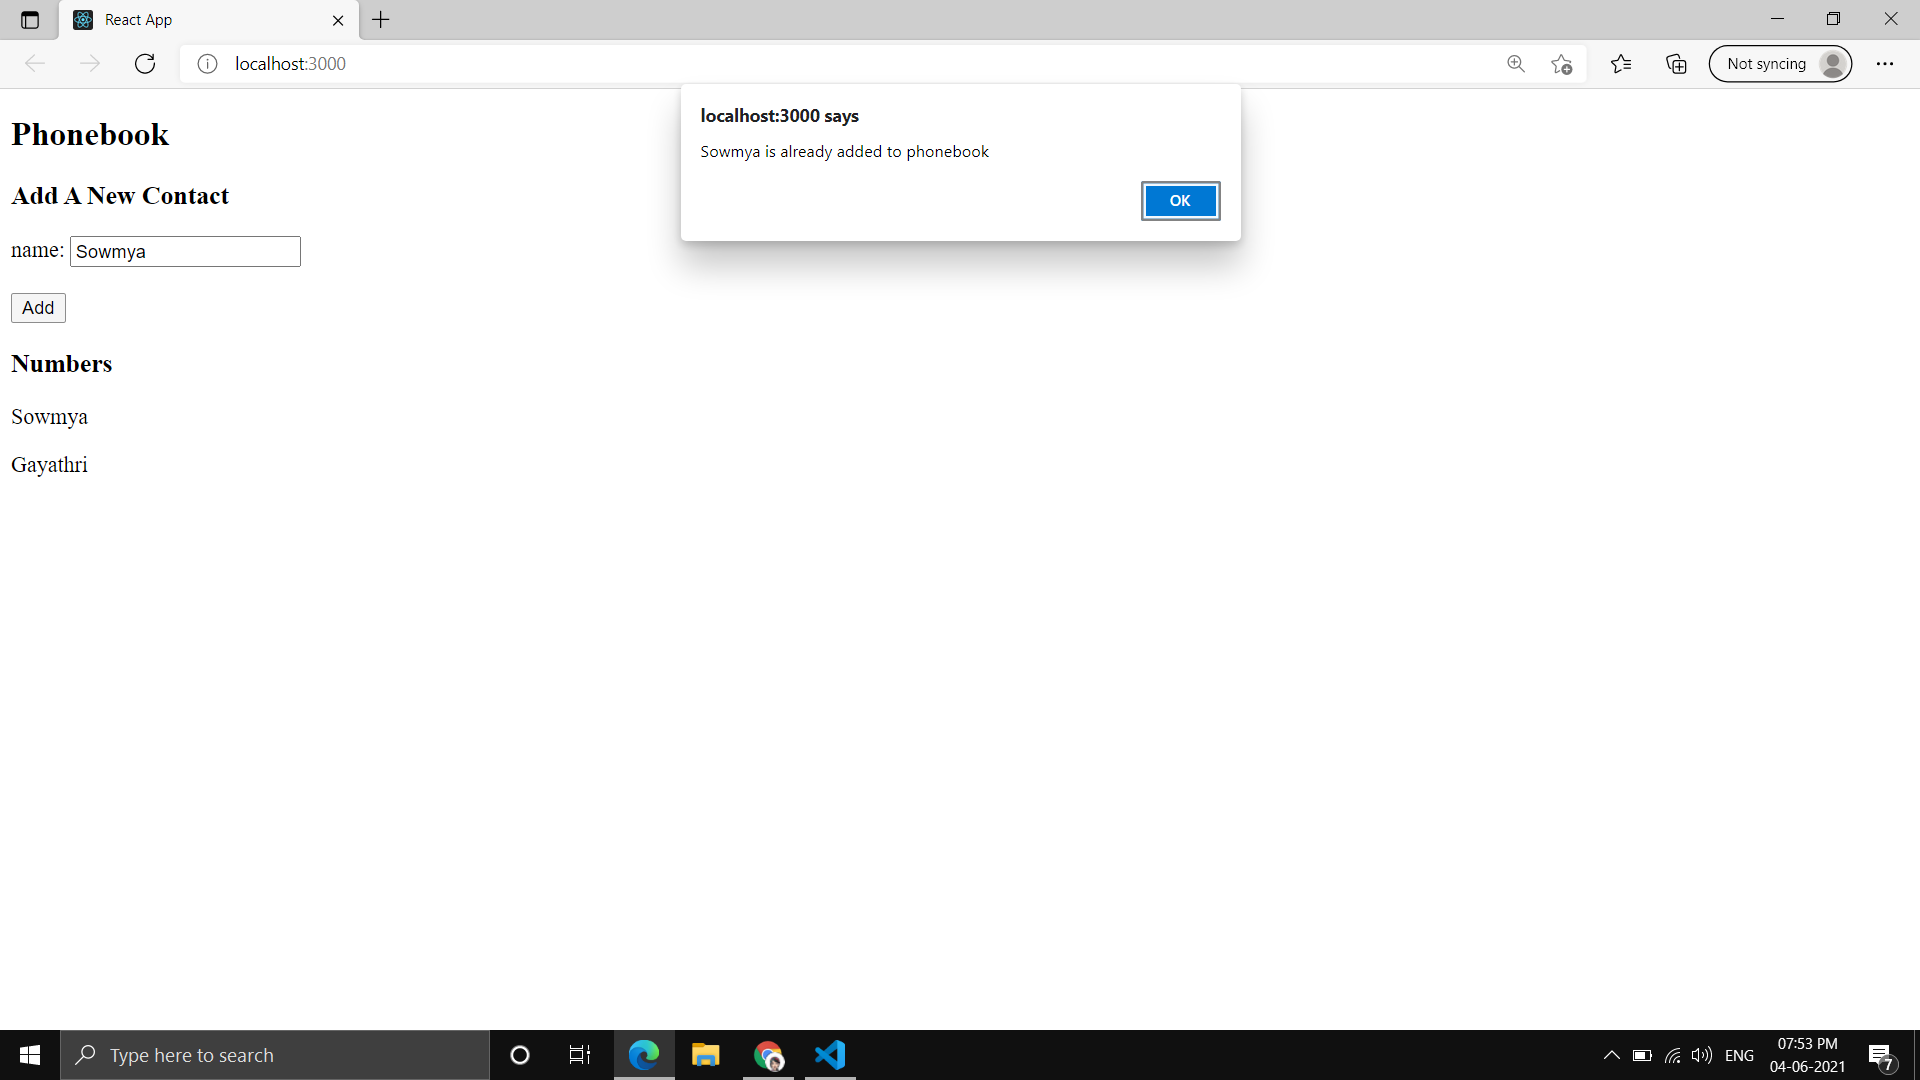 React App
localhost:3000
Not syncing
localhost:3000 says
Sowmya is already added to phonebook
OK
Phonebook
Add A New Contact
name: Sowmya
Add
Numbers
Sowmya
Gayathri
Type here to search
ENG
07:53 PM
04-06-2021
7